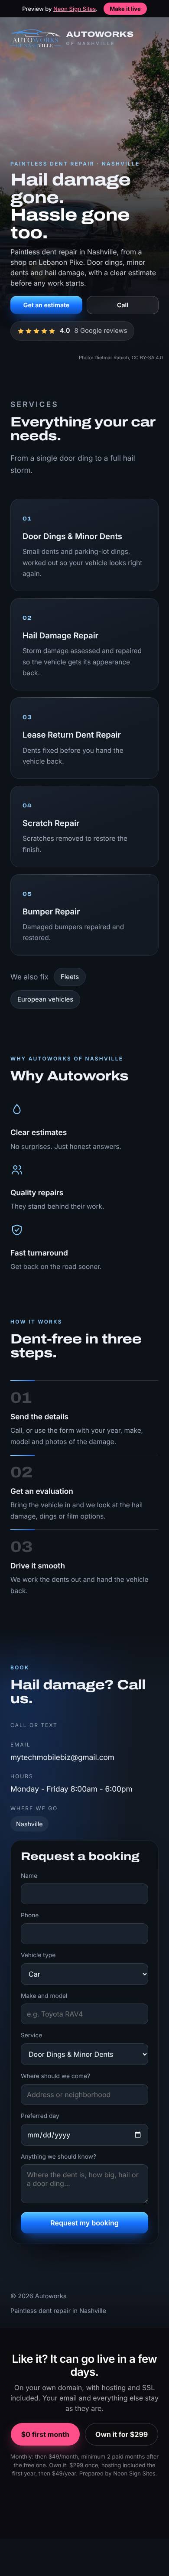 Preview by Neon Sign Sites. Make it live
AUTOWORKS
NASHVILLE
AUTOWORKS
OF NASHVILLE
PAINTLESS DENT REPAIR · NASHVILLE
Hail damage
gone.
Hassle gone
too.
Paintless dent repair in Nashville, from a
shop on Lebanon Pike. Door dings, minor
dents and hail damage, with a clear estimate
before any work starts.
Get an estimate
Call
★★★★★ 4.0 8 Google reviews
Photo: Dietmar Rabich, CC BY-SA 4.0
SERVICES
Everything your car
needs.
From a single door ding to a full hail
storm.
01
Door Dings & Minor Dents
Small dents and parking-lot dings,
worked out so your vehicle looks right
again.
02
Hail Damage Repair
Storm damage assessed and repaired
so the vehicle gets its appearance
back.
03
Lease Return Dent Repair
Dents fixed before you hand the
vehicle back.
04
Scratch Repair
Scratches removed to restore the
finish.
05
Bumper Repair
Damaged bumpers repaired and
restored.
We also fix Fleets
European vehicles
WHY AUTOWORKS OF NASHVILLE
Why Autoworks
Clear estimates
No surprises. Just honest answers.
Quality repairs
They stand behind their work.
Fast turnaround
Get back on the road sooner.
HOW IT WORKS
Dent-free in three
steps.
01
Send the details
Call, or use the form with your year, make,
model and photos of the damage.
02
Get an evaluation
Bring the vehicle in and we look at the hail
damage, dings or film options.
03
Drive it smooth
We work the dents out and hand the vehicle
back.
BOOK
Hail damage? Call
us.
CALL OR TEXT
EMAIL
mytechmobilebiz@gmail.com
HOURS
Monday - Friday 8:00am - 6:00pm
WHERE WE GO
Nashville
Request a booking
Name
Phone
Vehicle type
Car
Make and model
e.g. Toyota RAV4
Service
Door Dings & Minor Dents
Where should we come?
Address or neighborhood
Preferred day
mm/dd/yyyy
Anything we should know?
Where the dent is, how big, hail or
a door ding...
Request my booking
© 2026 Autoworks
Paintless dent repair in Nashville
Like it? It can go live in a few
days.
On your own domain, with hosting and SSL
included. Your email and everything else stay
as they are.
$0 first month
Own it for $299
Monthly: then $49/month, minimum 2 paid months after
the free one. Own it: $299 once, hosting included the
first year, then $49/year. Prepared by Neon Sign Sites.